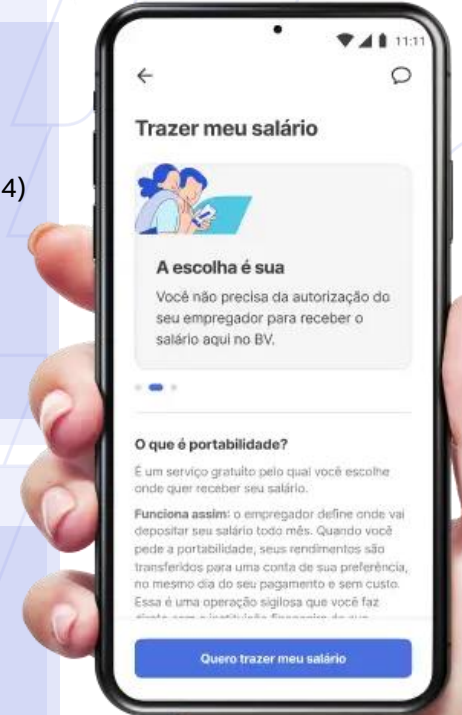 4)
11:11
Trazer meu salário
A escolha é sua
Você não precisa da autorização do
seu empregador para receber o
salário aqui no BV.
O que é portabilidade?
É um serviço gratuito pelo qual você escolhe
onde quer receber seu salário.
Funciona assim: o empregador define onde vai
depositar seu salário todo mês. Quando você
pede a portabilidade, seus rendimentos são
transferidos para uma conta de sua preferência,
no mesmo dia do seu pagamento e sem custo.
Essa é uma operação sigilosa que você faz
Quero trazer meu salário